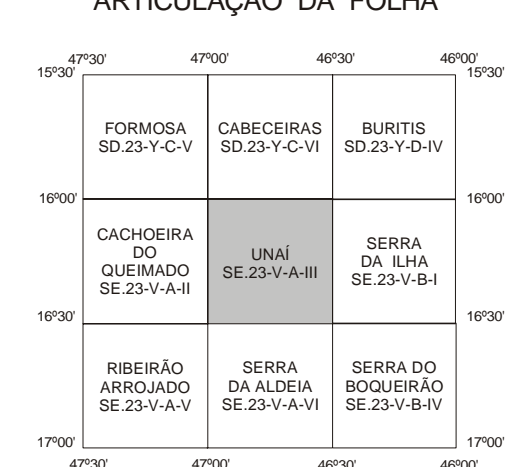 ARTICULAÇÃO DA FOLHA
47º30' 47º00' 46º30' 46º00'
15º30' 15º30'
FORMOSA
SD.23-Y-C-V
CABECEIRAS
SD.23-Y-C-VI
BURITIS
SD.23-Y-D-IV
16º00' 16º00'
CACHOEIRA
DO
QUEIMADO
SE.23-V-A-II
UNAÍ
SE.23-V-A-III
SERRA
DA ILHA
SE.23-V-B-I
16º30' 16º30'
RIBEIRÃO
ARROJADO
SE.23-V-A-V
SERRA
DA ALDEIA
SE.23-V-A-VI
SERRA DO
BOQUEIRÃO
SE.23-V-B-IV
17º00' 17º00'
47º30' 47º00' 46º30' 46º00'